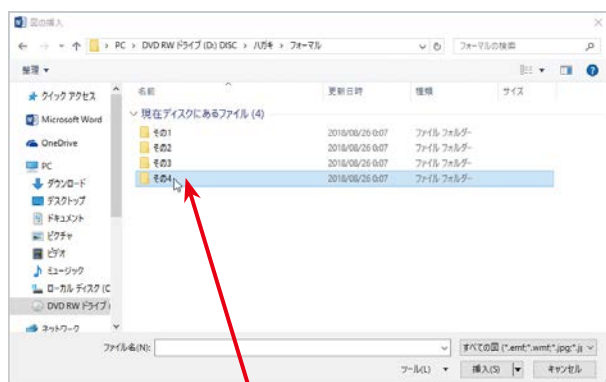 図の挿入
PC › DVD RW ドライブ (D:) DISC › ハガキ › フォーマル
フォーマルの検索
整理
名前
更新日時
種類
サイズ
クイック アクセス
Microsoft Word
OneDrive
PC
ダウンロード
デスクトップ
ドキュメント
ピクチャ
ビデオ
ミュージック
ローカル ディスク (C
DVD RW ドライブ (
ネットワーク
現在ディスクにあるファイル (4)
その1 2018/08/26 0:07 ファイル フォルダー
その2 2018/08/26 0:07 ファイル フォルダー
その3 2018/08/26 0:07 ファイル フォルダー
その4 2018/08/26 0:07 ファイル フォルダー
ファイル名(N):
すべての図 (*.emf;*.wmf;*.jpg;*.j
ツール(L)
挿入(S)
キャンセル